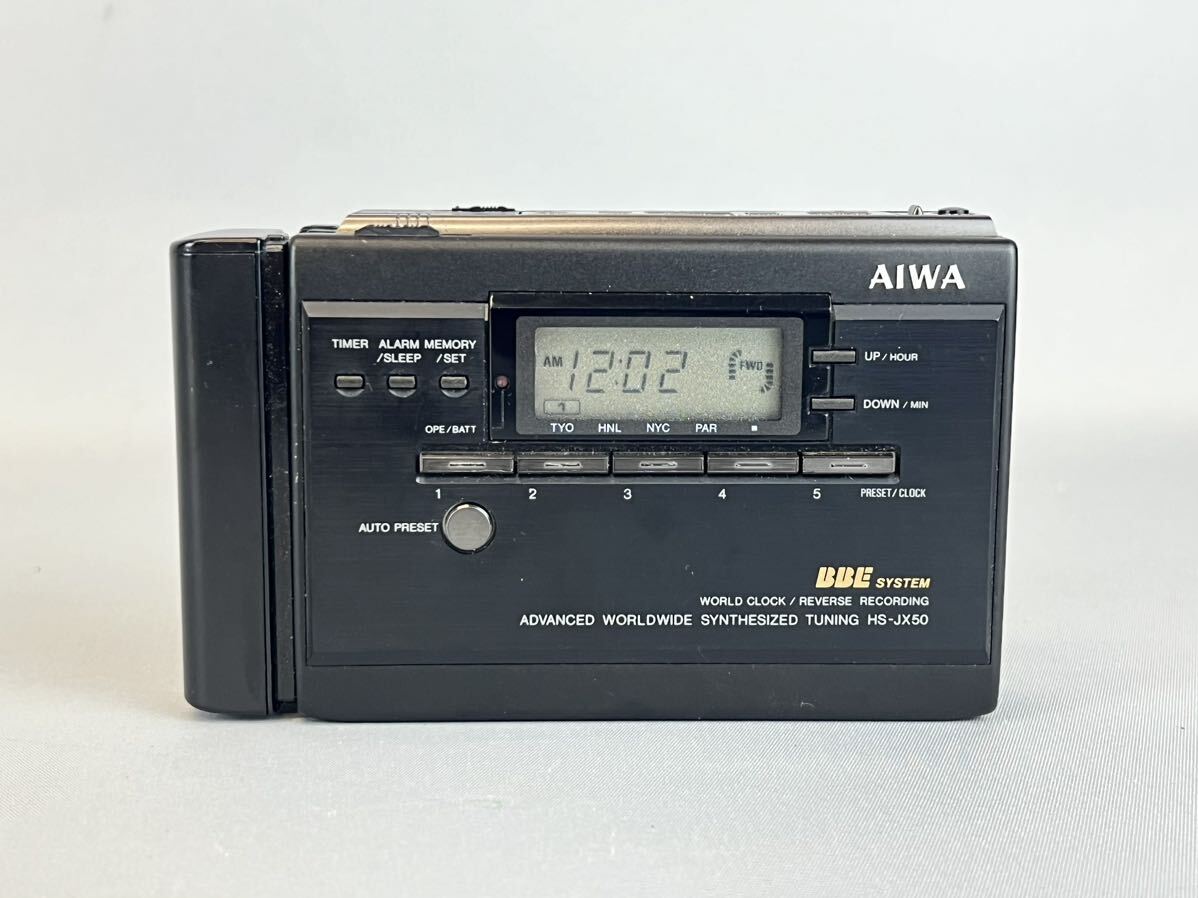 AIWA
TIMER ALARM/SLEEP MEMORY/SET
AM 12:02 FWD
1
UP / HOUR
DOWN / MIN
TYO HNL NYC PAR
OPE/BATT
1 2 3 4 5 PRESET/CLOCK
AUTO PRESET
BBE SYSTEM
WORLD CLOCK / REVERSE RECORDING
ADVANCED WORLDWIDE SYNTHESIZED TUNING HS-JX50